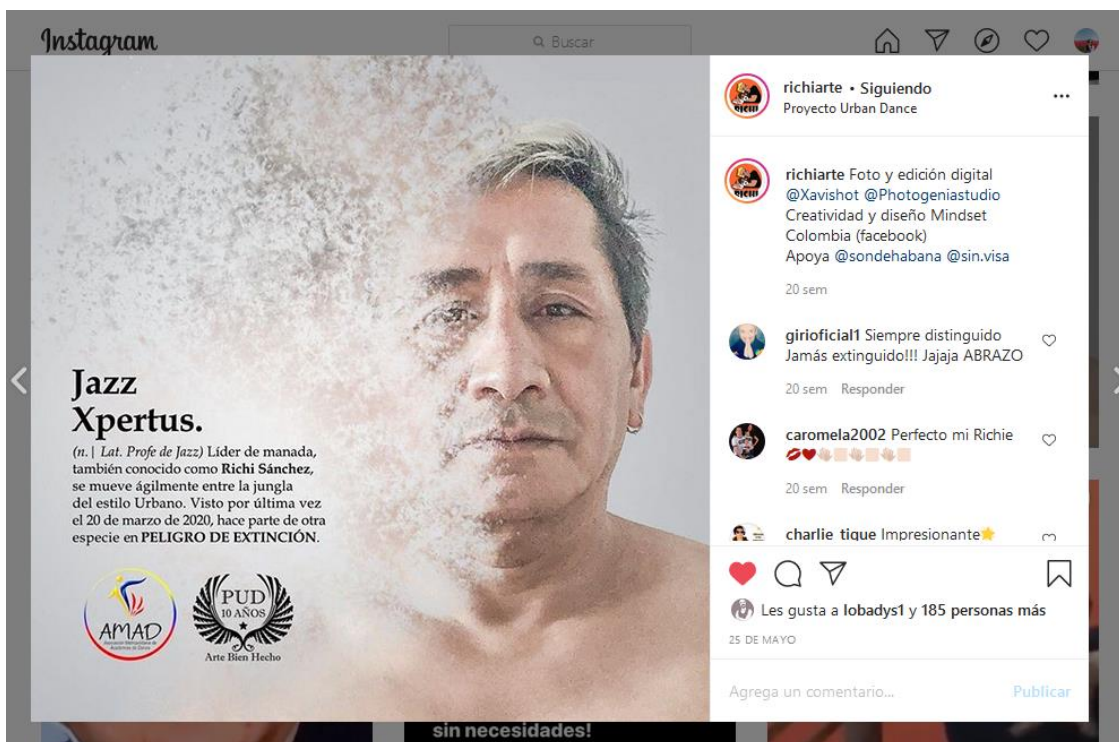 Instagram
Buscar
Jazz
Xpertus.
(n. | Lat. Profe de Jazz) Líder de manada,
también conocido como Richi Sánchez,
se mueve ágilmente entre la jungla
del estilo Urbano. Visto por última vez
el 20 de marzo de 2020, hace parte de otra
especie en PELIGRO DE EXTINCIÓN.
AMAD
PUD
10 AÑOS
Arte Bien Hecho
RICHI
richiarte • Siguiendo
Proyecto Urban Dance
RICHI
richiarte Foto y edición digital
@Xavishot @Photogeniastudio
Creatividad y diseño Mindset
Colombia (facebook)
Apoya @sondehabana @sin.visa
20 sem
girioficial1 Siempre distinguido
Jamás extinguido!!! Jajaja ABRAZO
20 sem Responder
caromela2002 Perfecto mi Richie
💋❤️👋🏻👋🏻👋🏻
20 sem Responder
charlie_tique Impresionante⭐
Les gusta a lobadys1 y 185 personas más
25 DE MAYO
Agrega un comentario... Publicar
sin necesidades!